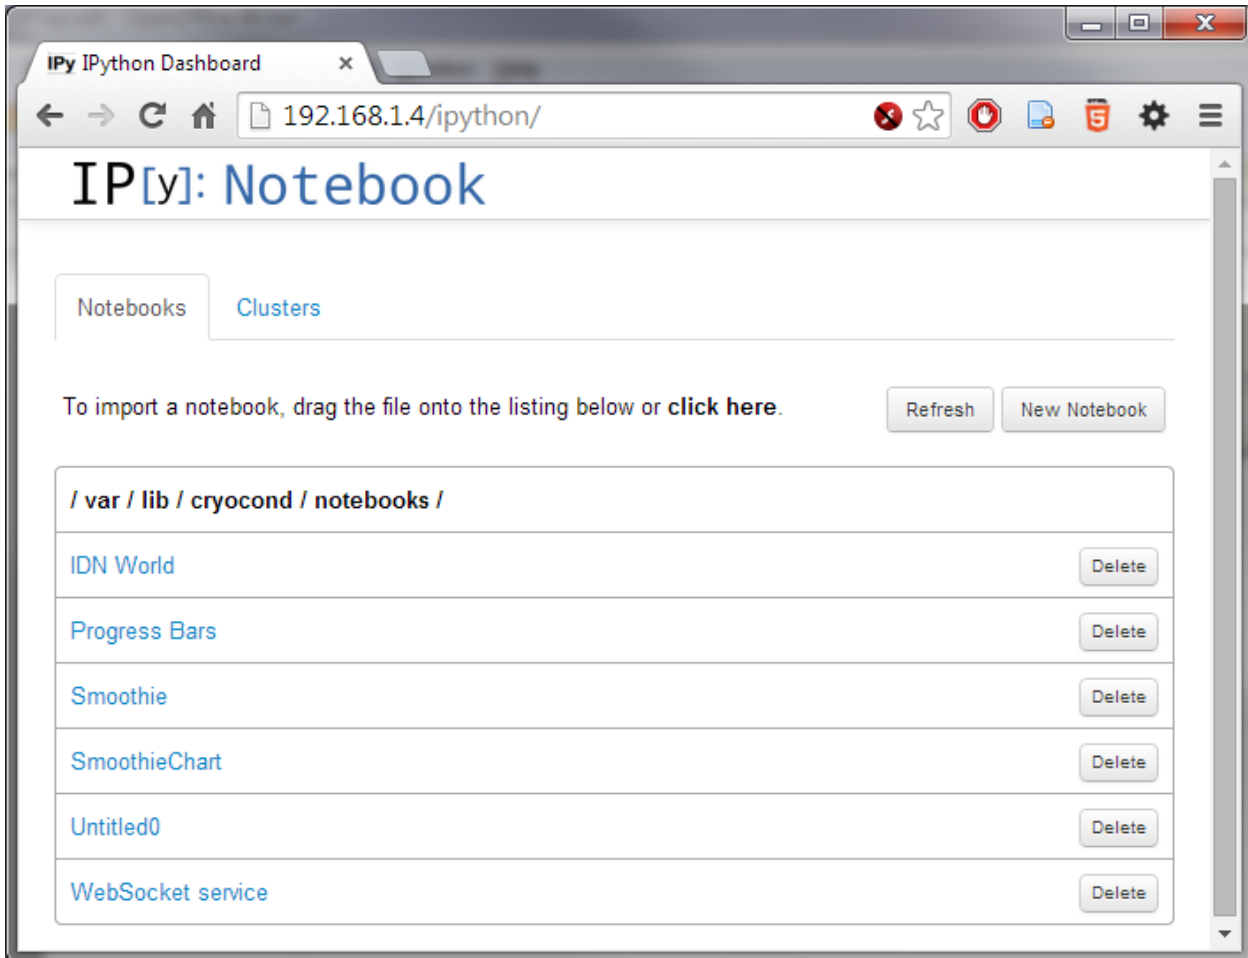 IPy IPython Dashboard
192.168.1.4/ipython/
IP[y]: Notebook
Notebooks Clusters
To import a notebook, drag the file onto the listing below or click here. Refresh New Notebook
/ var / lib / cryocond / notebooks /
IDN World Delete
Progress Bars Delete
Smoothie Delete
SmoothieChart Delete
Untitled0 Delete
WebSocket service Delete